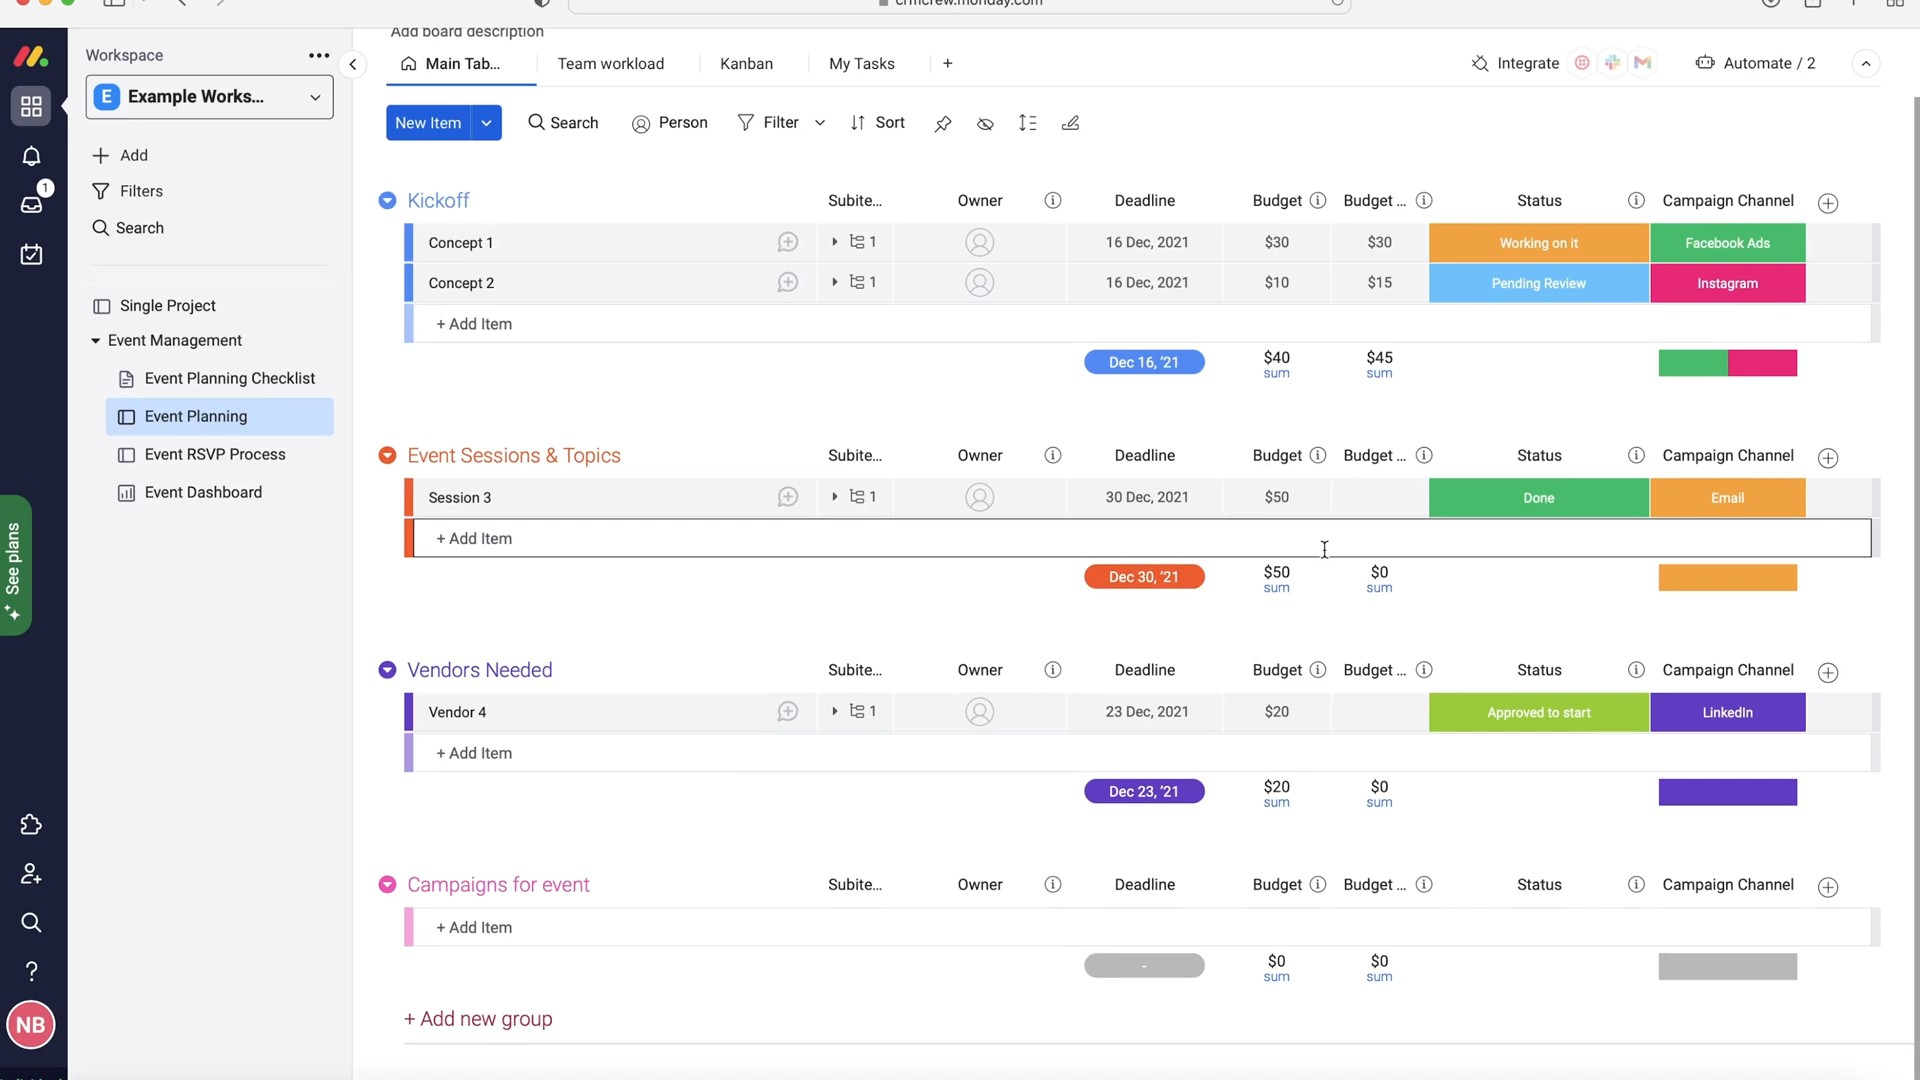 crmcrew.monday.com
Add board description
Workspace
E Example Works...
Add
Filters
Search
Single Project
Event Management
Event Planning Checklist
Event Planning
Event RSVP Process
Event Dashboard
See plans
1
NB
Main Tab... Team workload Kanban My Tasks +
Integrate Automate / 2
New Item Search Person Filter Sort
Kickoff Subite... Owner Deadline Budget Budget ... Status Campaign Channel
Concept 1 1 16 Dec, 2021 $30 $30 Working on it Facebook Ads
Concept 2 1 16 Dec, 2021 $10 $15 Pending Review Instagram
+ Add Item
Dec 16, '21 $40 $45
sum sum
Event Sessions & Topics Subite... Owner Deadline Budget Budget ... Status Campaign Channel
Session 3 1 30 Dec, 2021 $50 Done Email
+ Add Item
Dec 30, '21 $50 $0
sum sum
Vendors Needed Subite... Owner Deadline Budget Budget ... Status Campaign Channel
Vendor 4 1 23 Dec, 2021 $20 Approved to start LinkedIn
+ Add Item
Dec 23, '21 $20 $0
sum sum
Campaigns for event Subite... Owner Deadline Budget Budget ... Status Campaign Channel
+ Add Item
- $0 $0
sum sum
+ Add new group